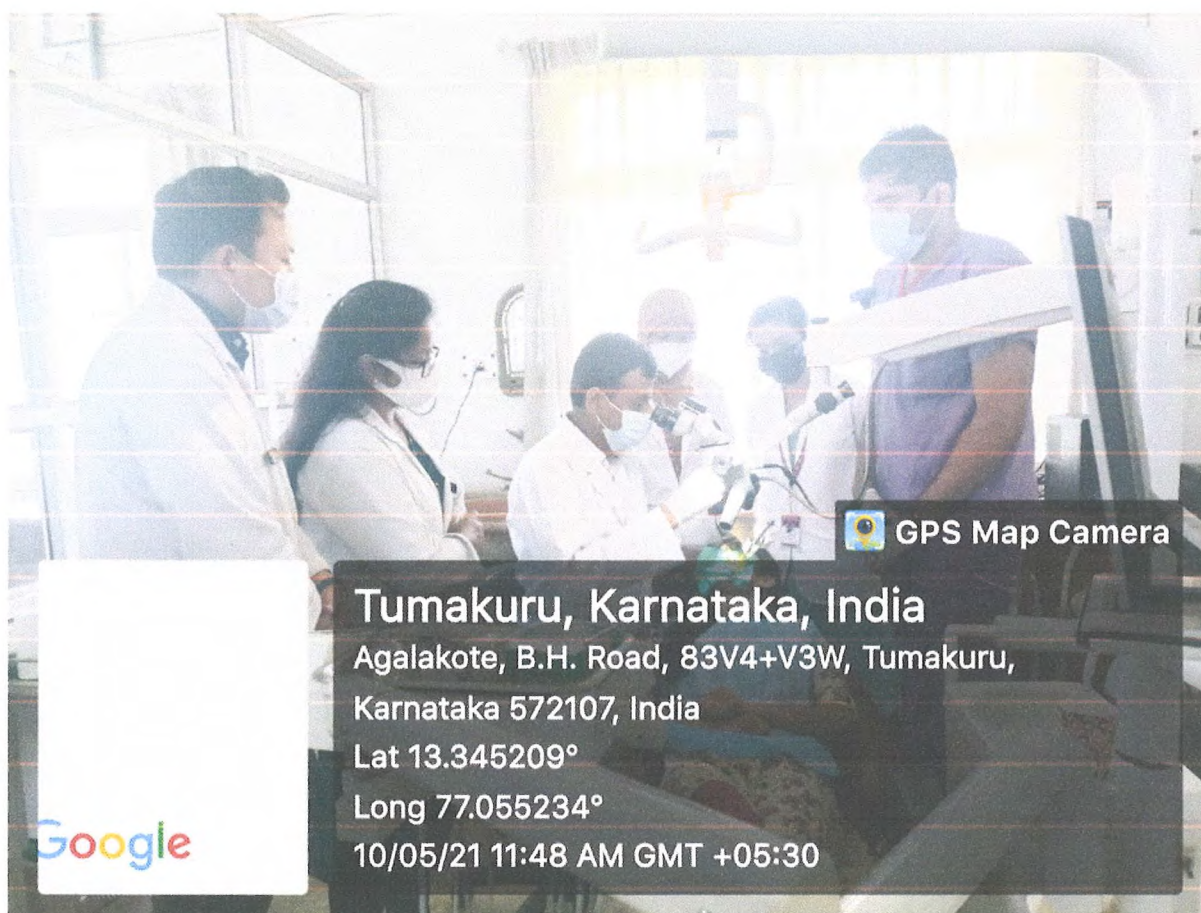 GPS Map Camera
Tumakuru, Karnataka, India
Agalakote, B.H. Road, 83V4+V3W, Tumakuru,
Karnataka 572107, India
Lat 13.345209°
Long 77.055234°
10/05/21 11:48 AM GMT +05:30
Google